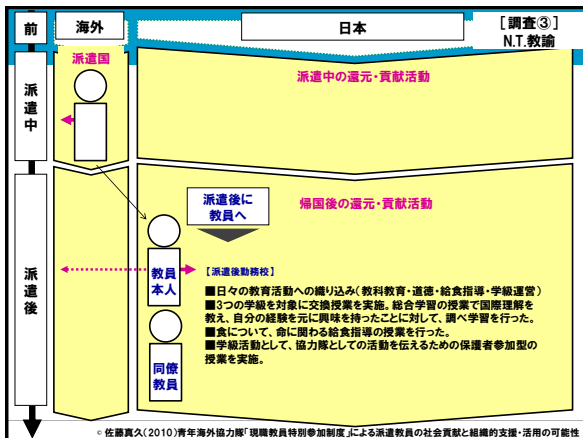 前
海外
日本
[調査③]
N.T.教諭
派遣国
派遣中
派遣中の還元・貢献活動
派遣後に
教員へ
帰国後の還元・貢献活動
派遣後
教員
本人
【派遣後勤務校】
■日々の教育活動への織り込み(教科教育・道徳・給食指導・学級運営)
■3つの学級を対象に交換授業を実施。総合学習の授業で国際理解を
教え、自分の経験を元に興味を持ったことに対して、調べ学習を行った。
■食について、命に関わる給食指導の授業を行った。
■学級活動として、協力隊としての活動を伝えるための保護者参加型の
授業を実施。
同僚
教員
© 佐藤真久(2010)青年海外協力隊「現職教員特別参加制度」による派遣教員の社会貢献と組織的支援・活用の可能性